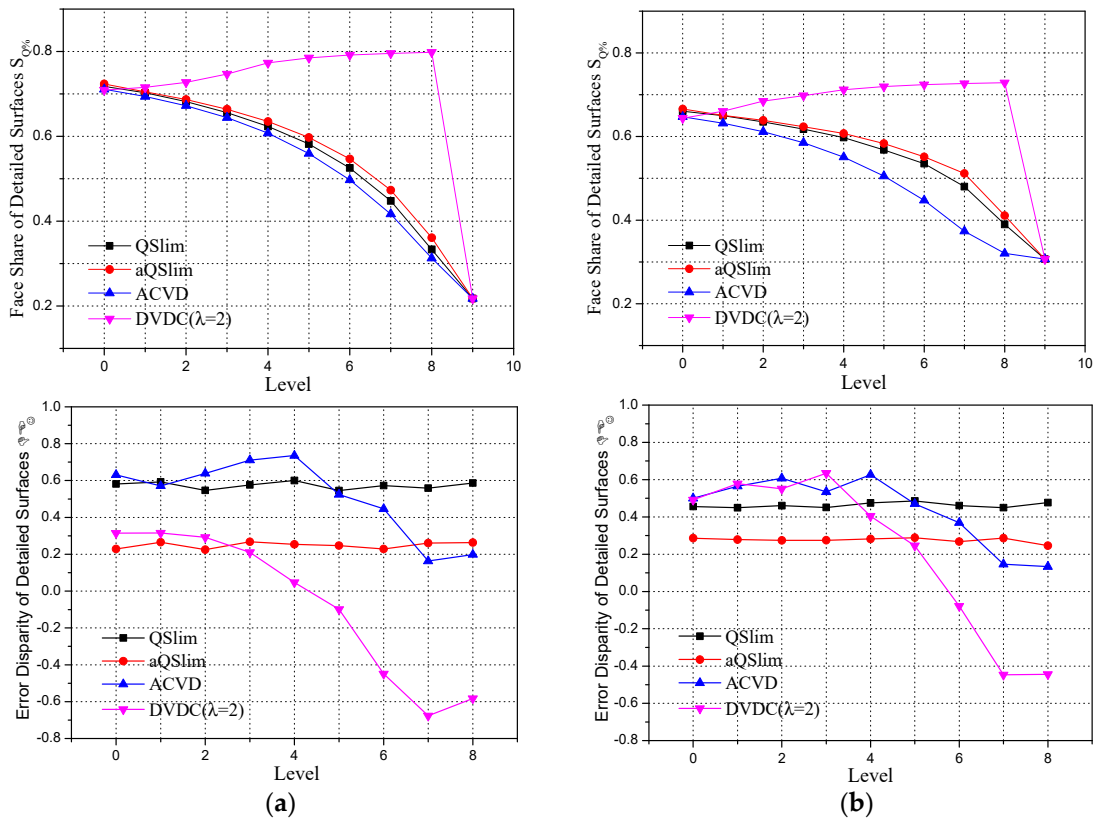 Face Share of Detailed Surfaces S_Q%
0.8
0.6
0.4
0.2
QSlim
aQSlim
ACVD
DVDC(λ=2)
0 2 4 6 8 10
Level
Face Share of Detailed Surfaces S_Q%
0.8
0.6
0.4
0.2
QSlim
aQSlim
ACVD
DVDC(λ=2)
0 2 4 6 8 10
Level
Error Disparity of Detailed Surfaces
1.0
0.8
0.6
0.4
0.2
0.0
-0.2
-0.4
-0.6
-0.8
QSlim
aQSlim
ACVD
DVDC(λ=2)
0 2 4 6 8
Level
(a)
Error Disparity of Detailed Surfaces
1.0
0.8
0.6
0.4
0.2
0.0
-0.2
-0.4
-0.6
-0.8
QSlim
aQSlim
ACVD
DVDC(λ=2)
0 2 4 6 8
Level
(b)